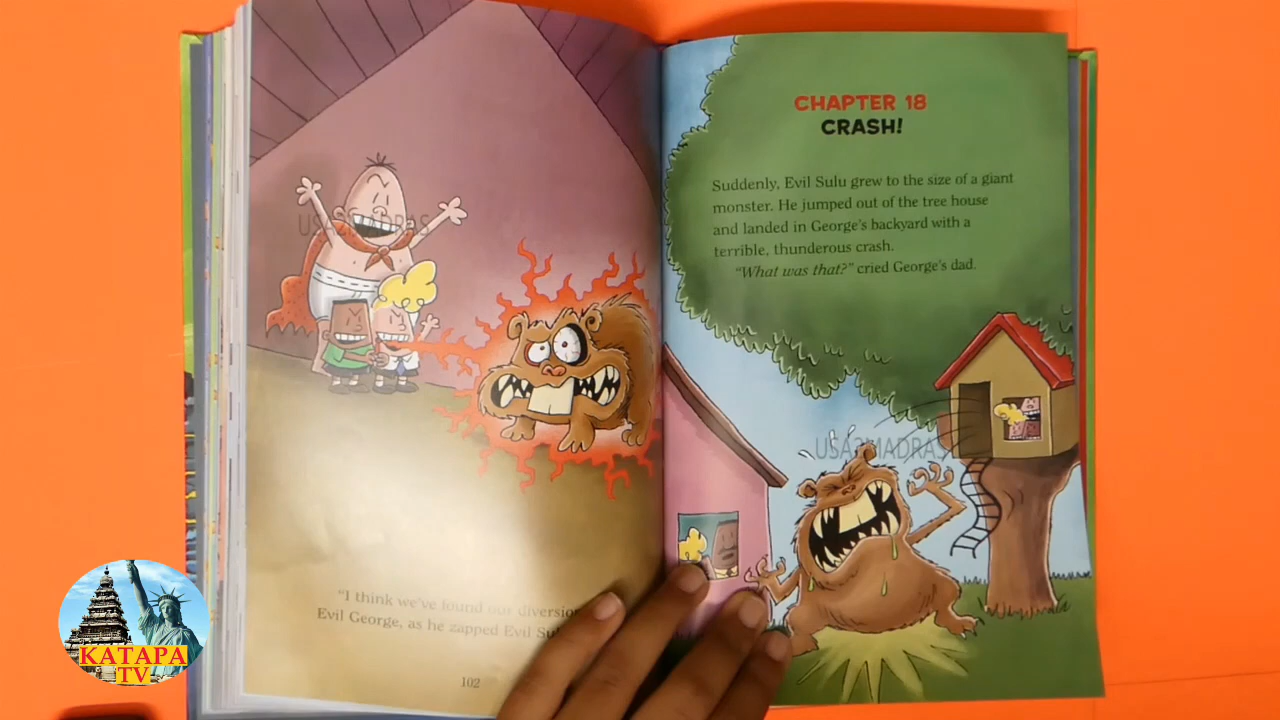 "I think we've found our diversion
Evil George, as he zapped Evil
102
CHAPTER 18
CRASH!
Suddenly, Evil Sulu grew to the size of a giant
monster. He jumped out of the tree house
and landed in George's backyard with a
terrible, thunderous crash.
"What was that?" cried George's dad.
USA2MADRAS
USA2MADRAS
KATAPA
TV